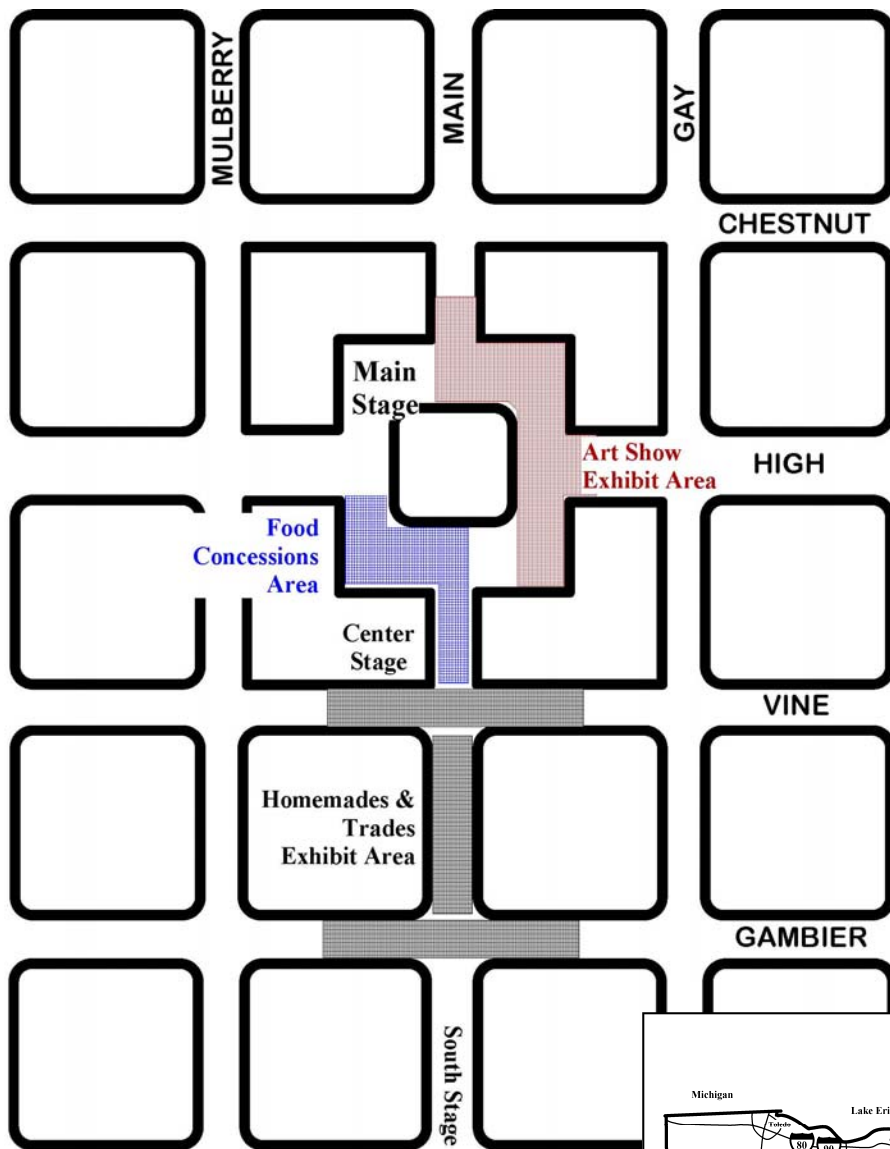 MULBERRY
MAIN
GAY
CHESTNUT
Main
Stage
Art Show
Exhibit Area
HIGH
Food
Concessions
Area
Center
Stage
VINE
Homemades &
Trades
Exhibit Area
GAMBIER
South Stage
Michigan
Lake Eri
Toledo
80
90